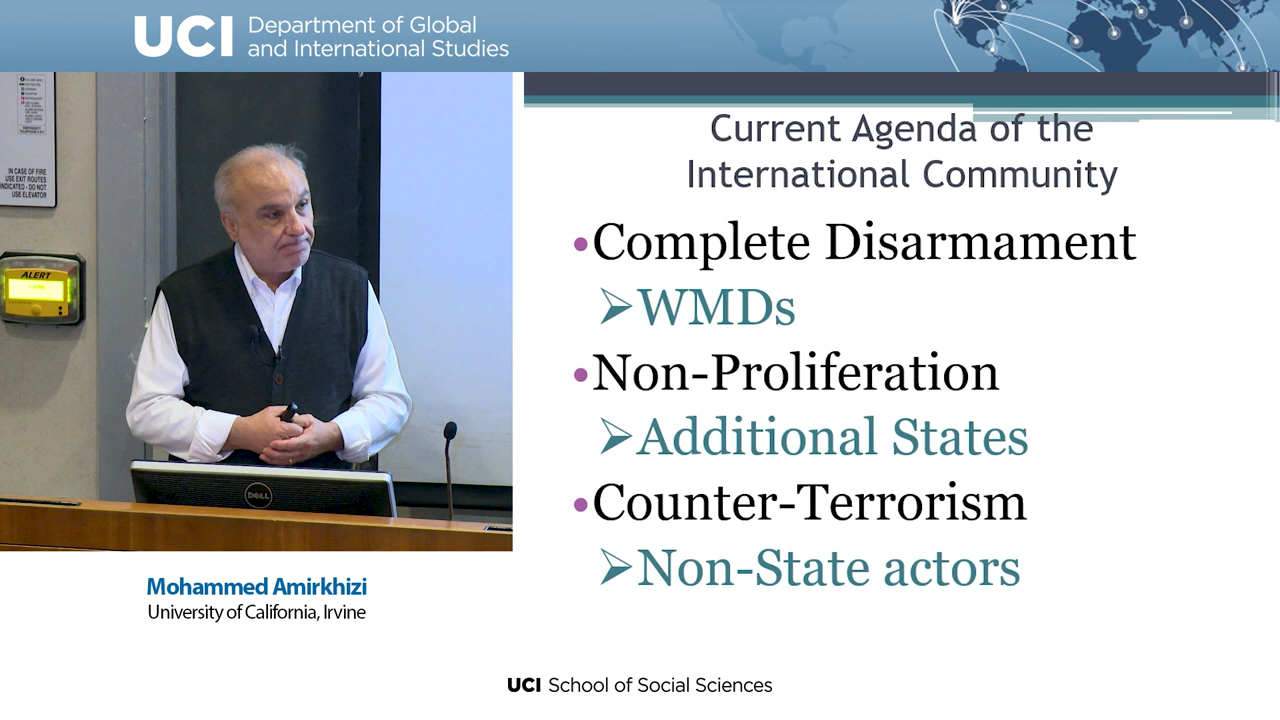 UCI Department of Global
and International Studies
IN CASE OF FIRE
USE EXIT ROUTES
INDICATED - DO NOT
USE ELEVATOR
ALERT
DELL
Mohammed Amirkhizi
University of California, Irvine
Current Agenda of the
International Community
•Complete Disarmament
➢WMDs
•Non-Proliferation
➢Additional States
•Counter-Terrorism
➢Non-State actors
UCI School of Social Sciences